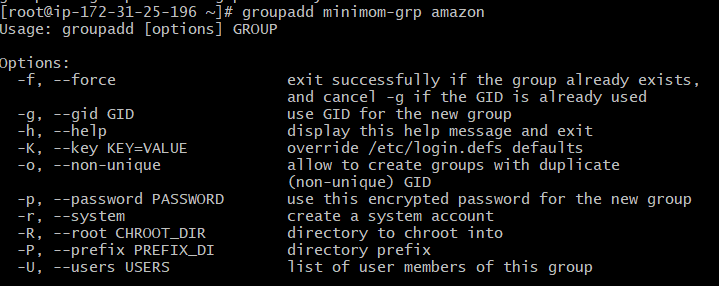 [root@ip-172-31-25-196 ~]# groupadd minimom-grp amazon
Usage: groupadd [options] GROUP
Options:
-f, --force exit successfully if the group already exists,
and cancel -g if the GID is already used
-g, --gid GID use GID for the new group
-h, --help display this help message and exit
-K, --key KEY=VALUE override /etc/login.defs defaults
-o, --non-unique allow to create groups with duplicate
(non-unique) GID
-p, --password PASSWORD use this encrypted password for the new group
-r, --system create a system account
-R, --root CHROOT_DIR directory to chroot into
-P, --prefix PREFIX_DI directory prefix
-U, --users USERS list of user members of this group